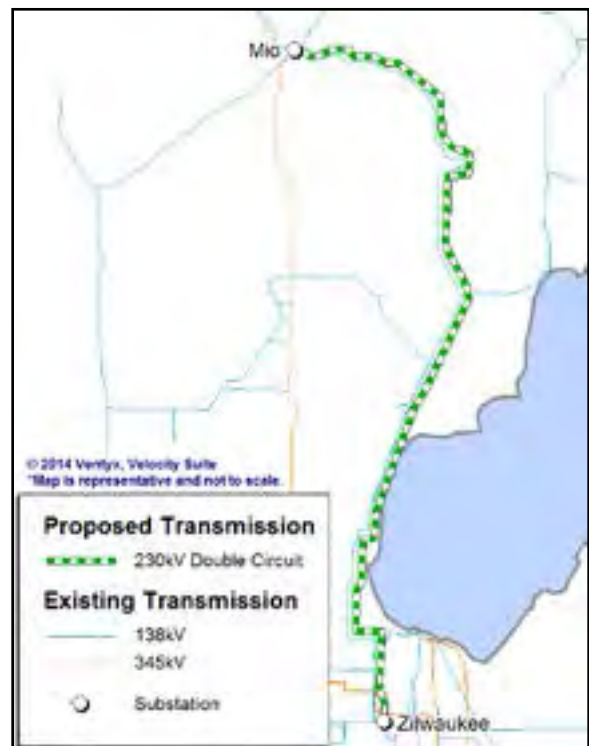 Mio
© 2014 Ventyx, Velocity Suite
*Map is representative and not to scale.
Proposed Transmission
230kV Double Circuit
Existing Transmission
138kV
345kV
Substation
Zilwaukee